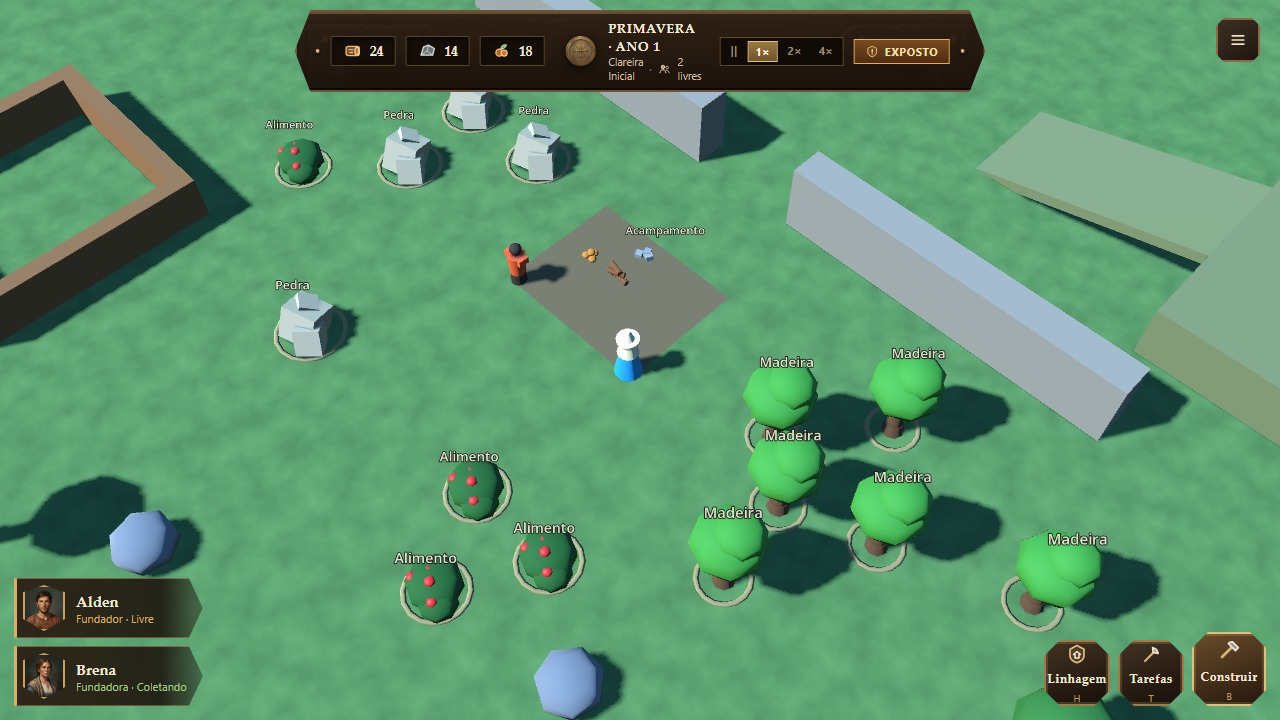 24
14
18
PRIMAVERA
· ANO 1
Clareira
Inicial
·
2
livres
1×
2×
4×
EXPOSTO
Alimento
Pedra
Pedra
Acampamento
Pedra
Madeira
Madeira
Madeira
Alimento
Madeira
Madeira
Alimento
Madeira
Alimento
Alden
Fundador · Livre
Brena
Fundadora · Coletando
Linhagem
H
Tarefas
T
Construir
B